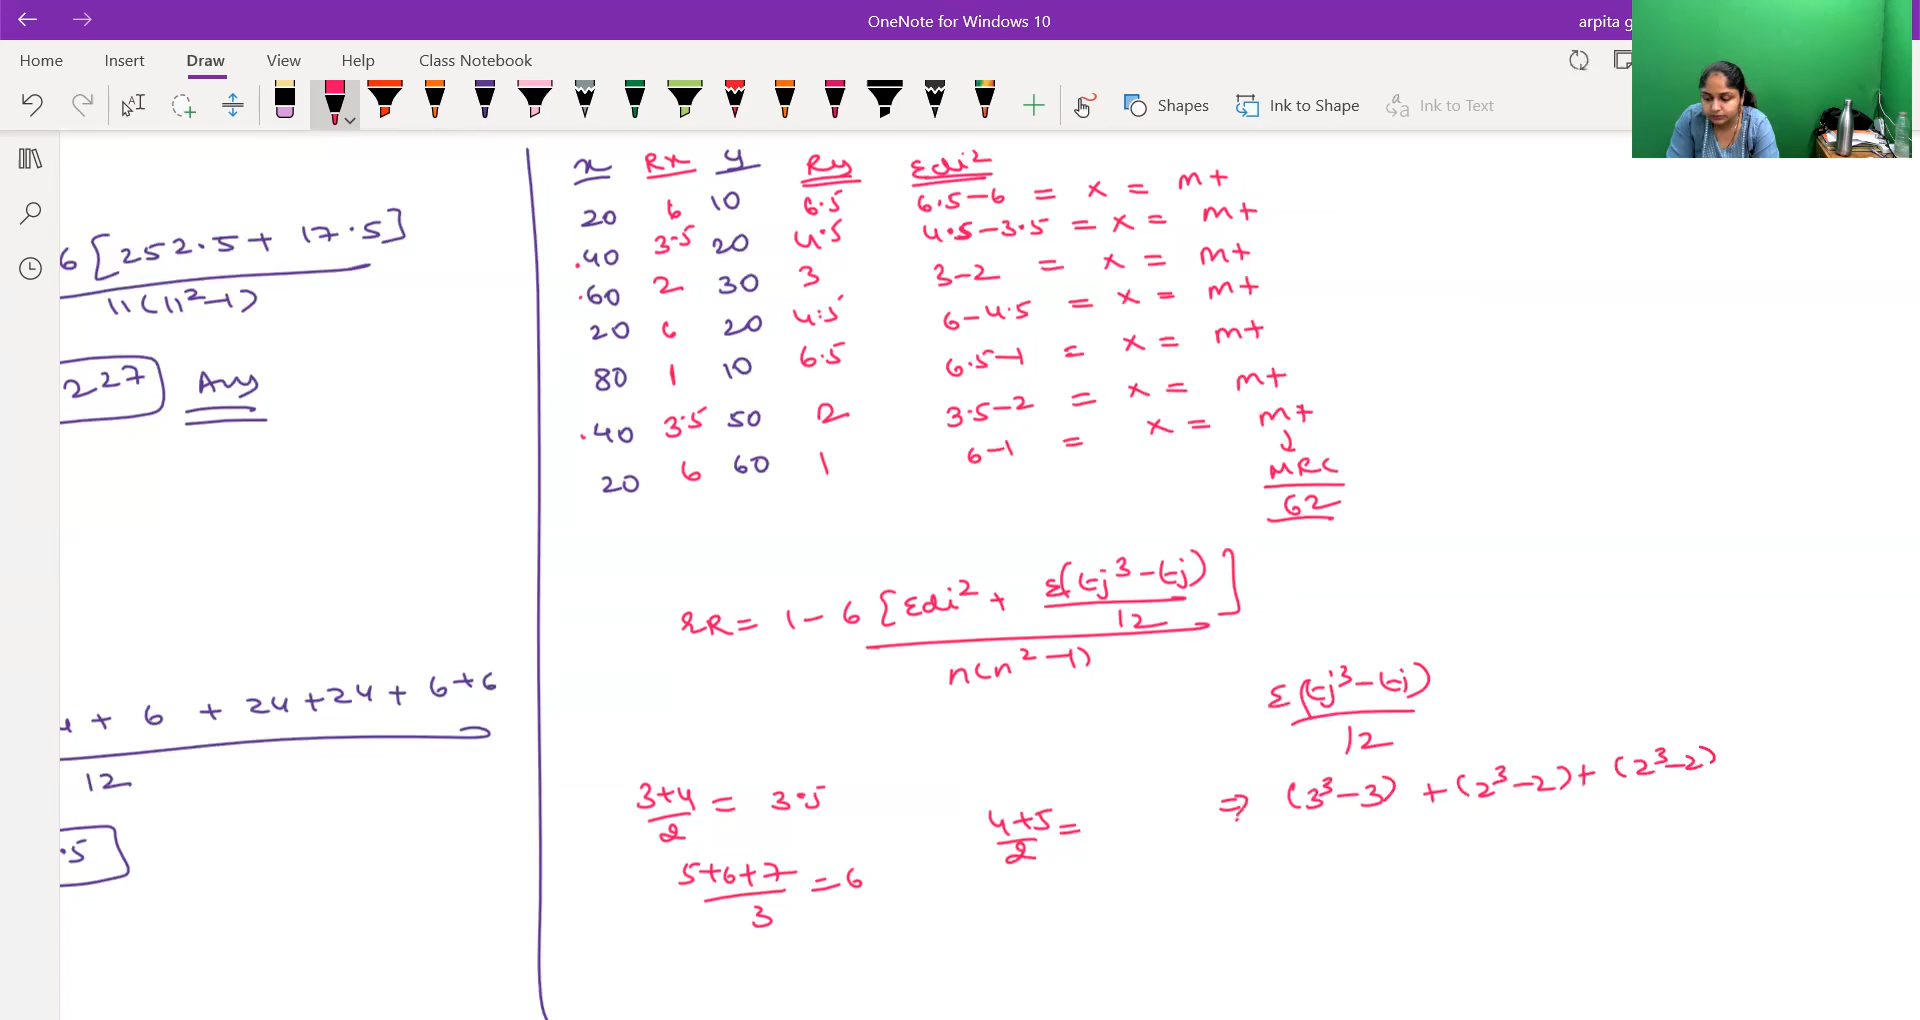 OneNote for Windows 10
arpita g
Home Insert Draw View Help Class Notebook
Shapes Ink to Shape Ink to Text
6[252.5+ 17.5]
11(11²-1)
227 Ans
+ 6 + 24+24+ 6+6
12
.5
x Rx y Ry Σdi²
20 6 10 6.5 6.5-6 = x = m+
.40 3.5 20 4.5 4.5-3.5 = x = m+
.60 2 30 3 3-2 = x = m+
20 6 20 4.5 6-4.5 = x = m+
80 1 10 6.5 6.5-1 = x = m+
.40 3.5 50 2 3.5-2 = x = m+
20 6 60 1 6-1 = x = m+
↓
MRC
62
rR = 1 - 6 [Σdi² + Σ(tj³-tj)]
12
n(n²-1)
Σ(tj³-tj)
12
⇒ (3³-3) + (2³-2)+ (2³-2)
3+4 = 3.5
2
4+5 =
2
5+6+7 = 6
3